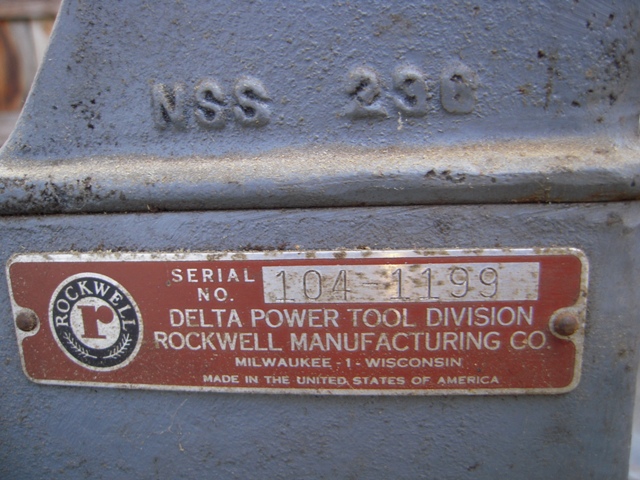 NSS 236
ROCKWELL
r
SERIAL
NO. 104-1199
DELTA POWER TOOL DIVISION
ROCKWELL MANUFACTURING CO.
MILWAUKEE - 1 - WISCONSIN
MADE IN THE UNITED STATES OF AMERICA